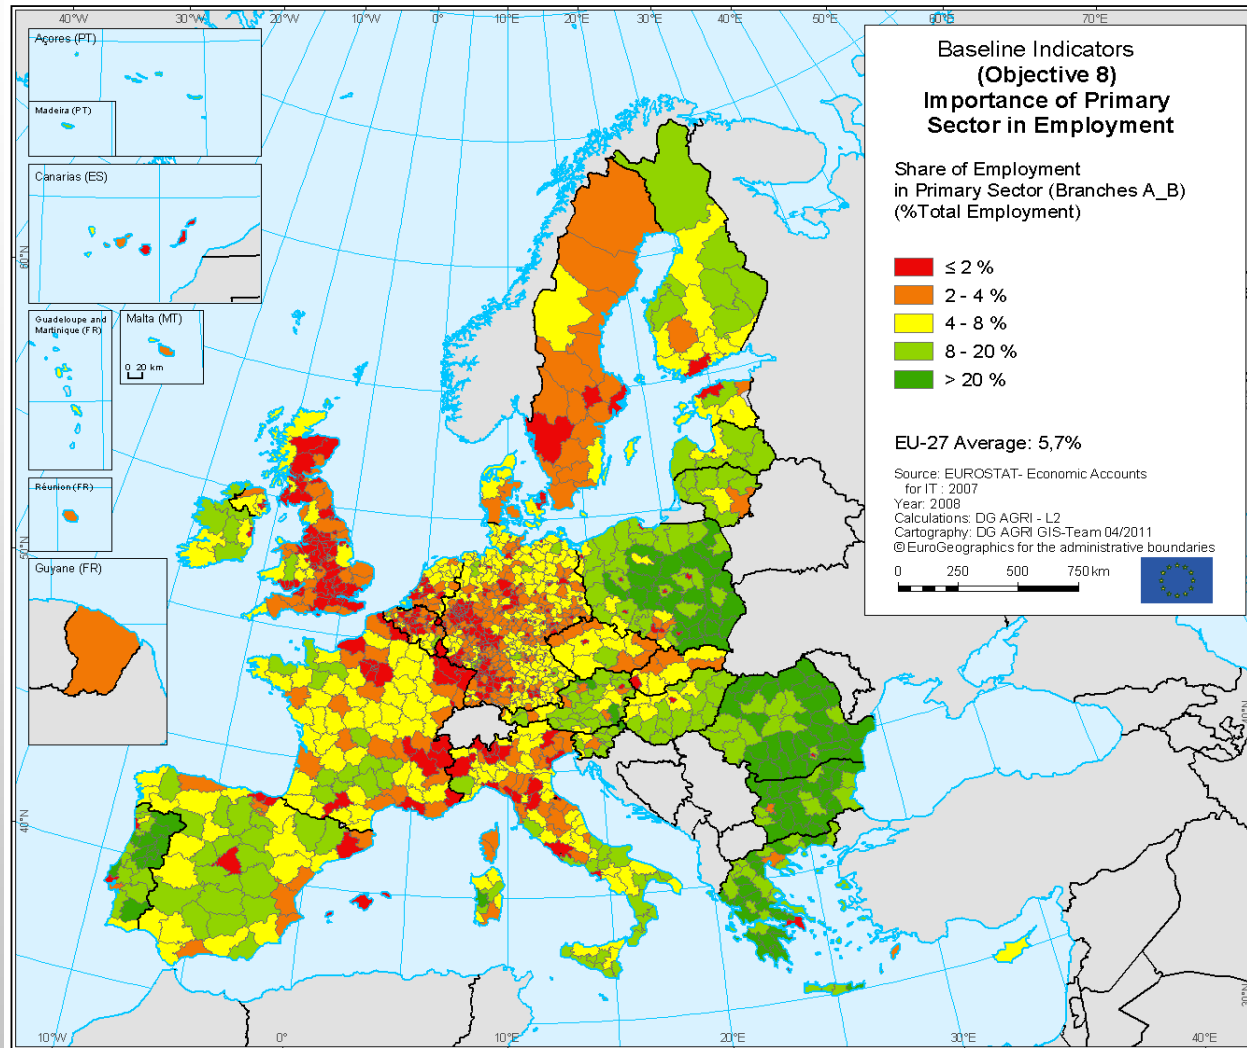 40°W
30°W
20°W
10°W
0°
10°E
20°E
30°E
40°E
50°E
60°E
70°E
Açores (PT)
Madeira (PT)
Canarias (ES)
Guadeloupe and
Martinique (FR)
Malta (MT)
0 20 km
Réunion (FR)
Guyane (FR)
60°N
50°N
40°N
Baseline Indicators
(Objective 8)
Importance of Primary
Sector in Employment
Share of Employment
in Primary Sector (Branches A_B)
(%Total Employment)
≤ 2 %
2 - 4 %
4 - 8 %
8 - 20 %
> 20 %
EU-27 Average: 5,7%
Source: EUROSTAT- Economic Accounts
for IT : 2007
Year: 2008
Calculations: DG AGRI - L2
Cartography: DG AGRI GIS-Team 04/2011
© EuroGeographics for the administrative boundaries
0 250 500 750 km
10°W
0°
10°E
20°E
30°E
40°E